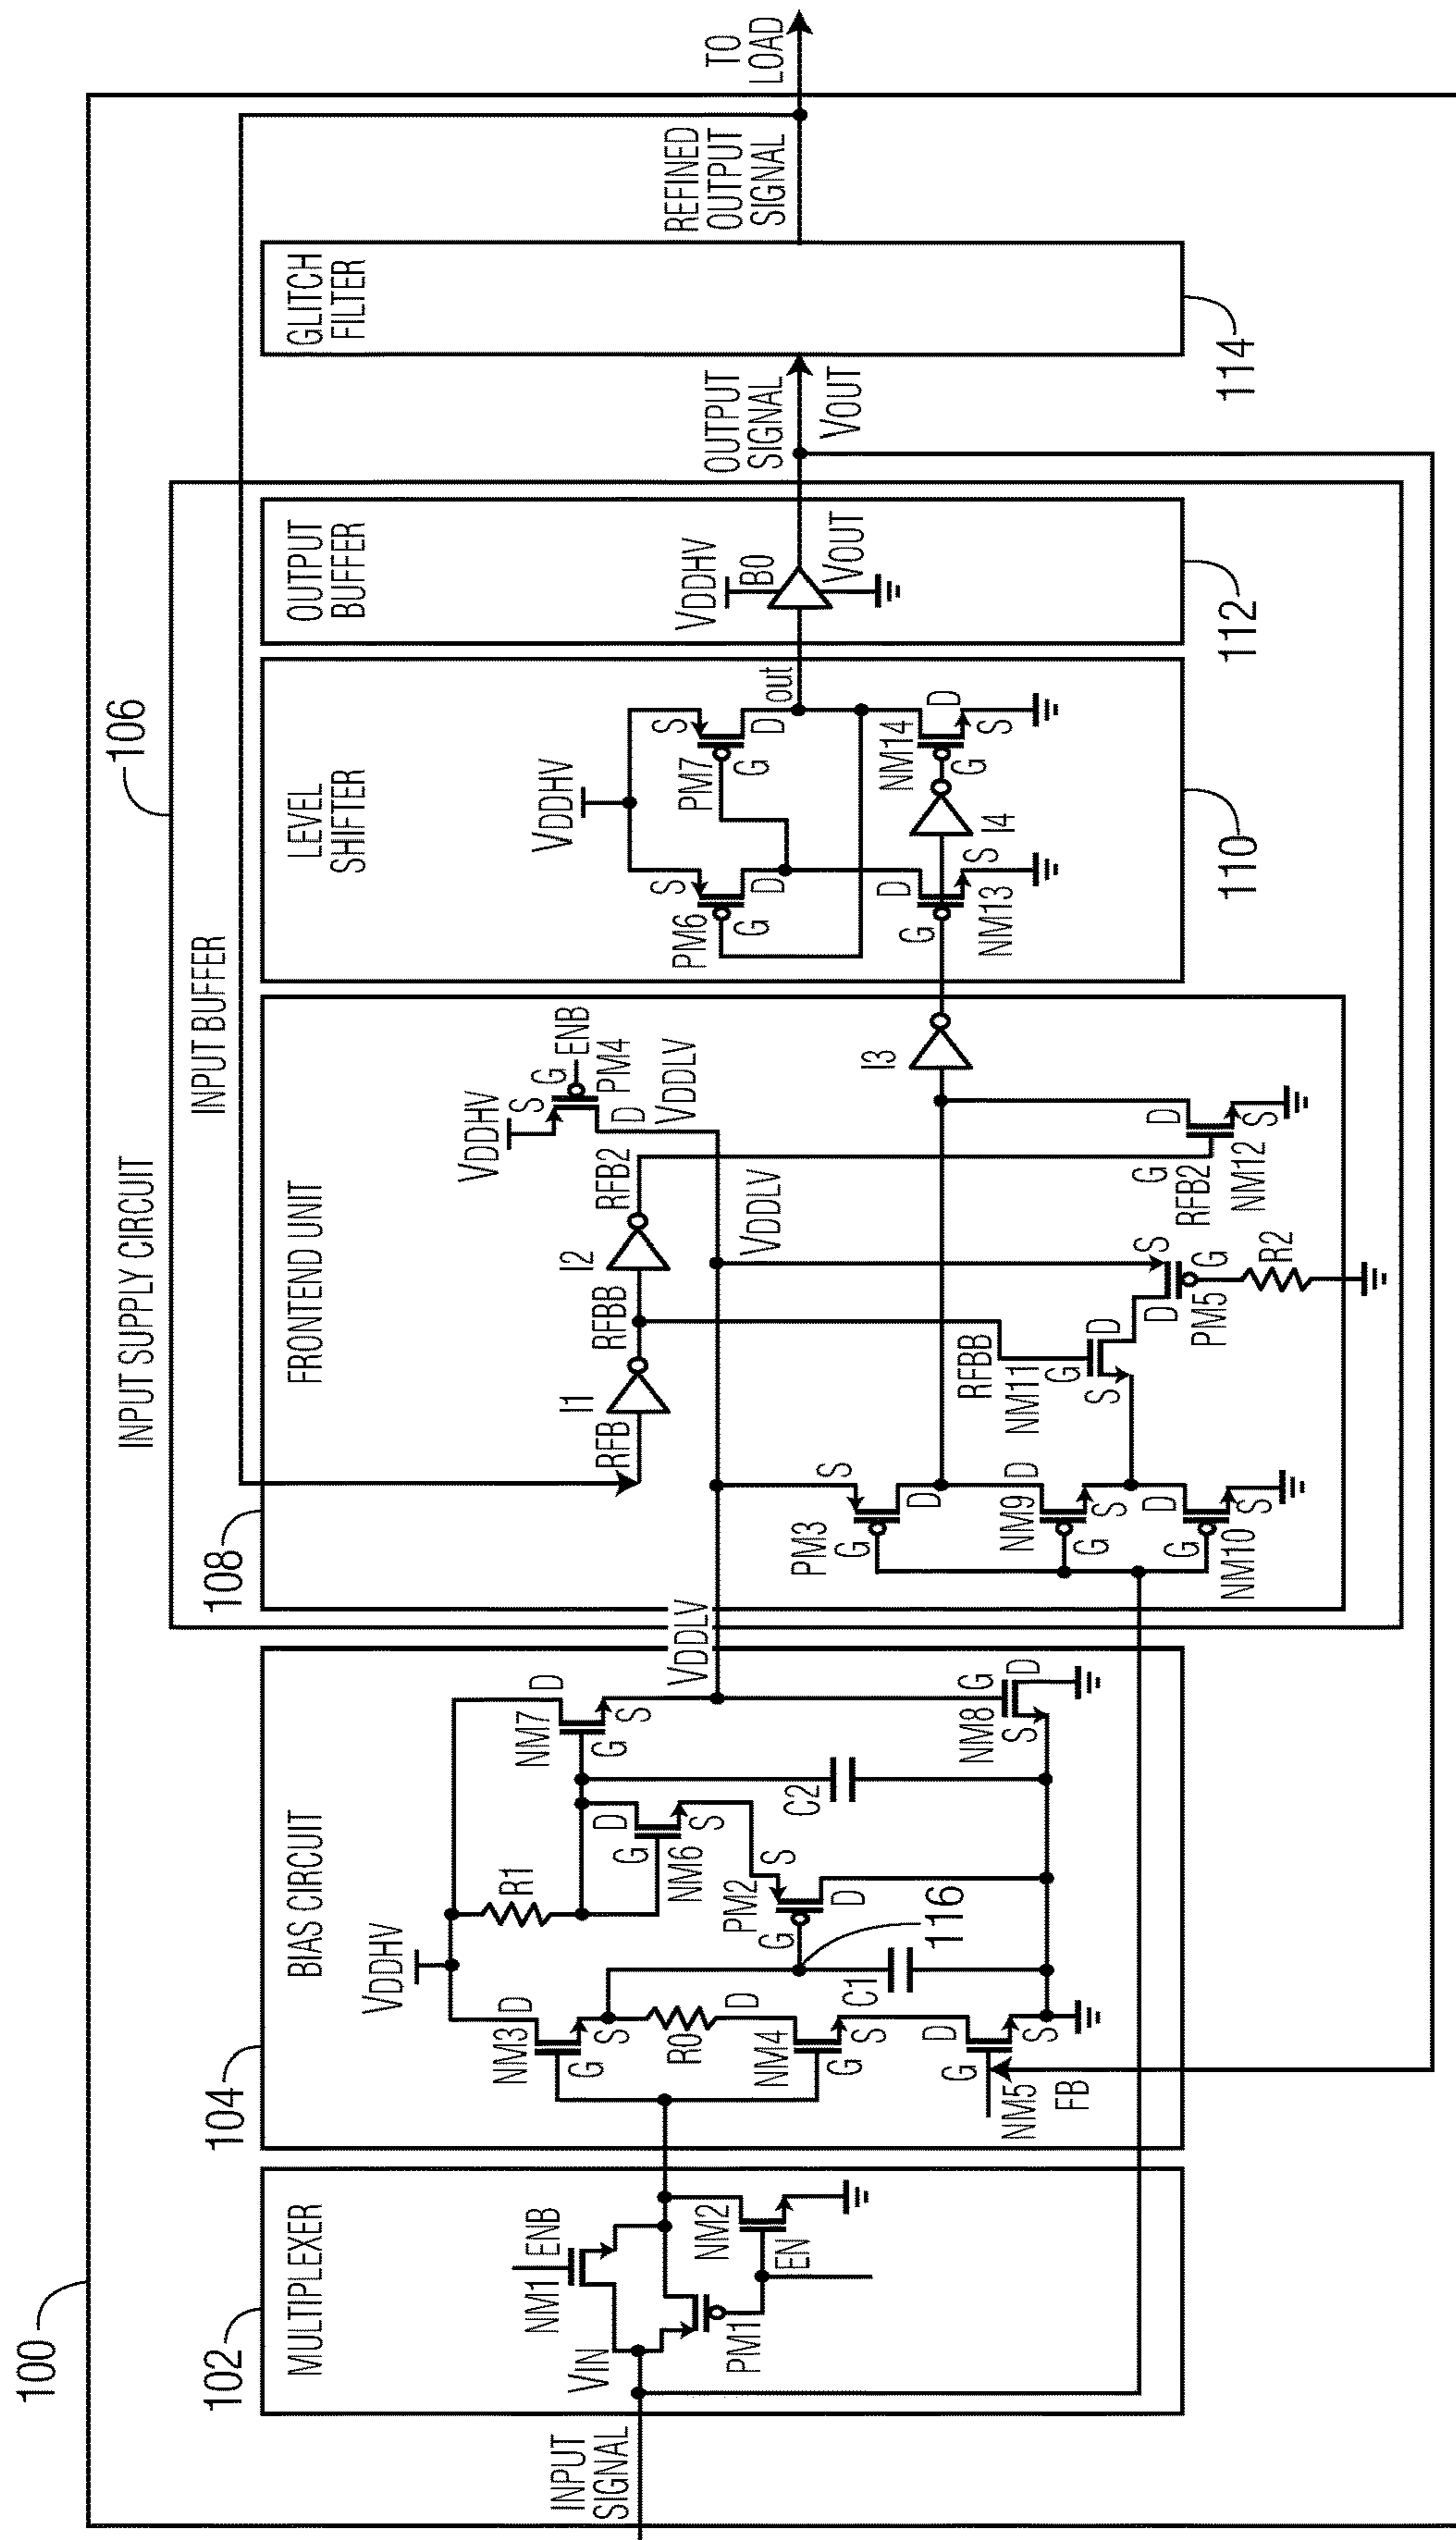 100
INPUT SUPPLY CIRCUIT
102
MULTIPLEXER
INPUT
SIGNAL
VIN
NM1
ENB
PM1
NM2
EN
104
BIAS CIRCUIT
VDDHV
NM3
D
G
S
R0
D
NM4
G
S
D
G
S
NM5
FB
R1
D
G
S
NM6
S
PM2
G
D
116
C1
C2
NM7
D
G
S
VDDLV
NM8
G
S
D
106
INPUT BUFFER
108
FRONTEND UNIT
RFB
I1
RFBB
I2
RFB2
VDDHV
S
G
ENB
PM4
D
VDDLV
VDDLV
PM3
S
G
D
NM9
D
G
S
NM10
D
G
S
RFBB
NM11
G
D
S
PM5
S
D
G
R2
G
RFB2
NM12
D
S
I3
110
LEVEL
SHIFTER
VDDHV
PM6
S
G
D
PM7
S
G
D
out
NM13
D
G
S
I4
NM14
D
G
S
112
OUTPUT
BUFFER
VDDHV
B0
VOUT
OUTPUT
SIGNAL
VOUT
114
GLITCH
FILTER
REFINED
OUTPUT
SIGNAL
TO
LOAD